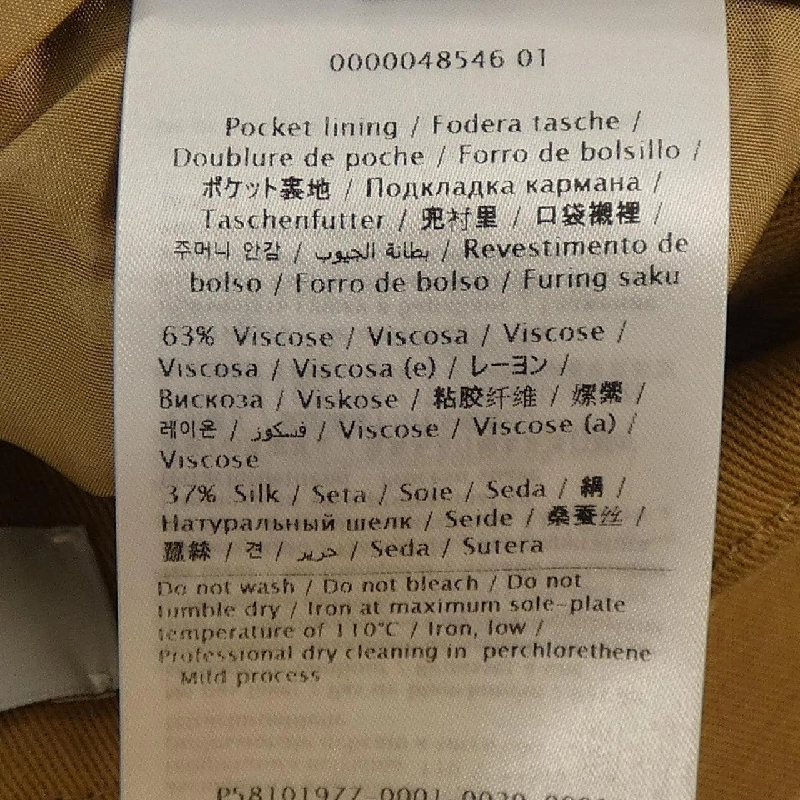 0000048546 01
Pocket lining / Fodera tasche /
Doublure de poche / Forro de bolsillo /
ポケット裏地 / Подкладка кармана /
Taschenfutter / 兜衬里 / 口袋襯裡 /
주머니 안감 / بطانة الجيوب / Revestimento de
bolso / Forro de bolso / Furing saku
63% Viscose / Viscosa / Viscose /
Viscosa / Viscosa (e) / レーヨン /
Вискоза / Viskose / 粘胶纤维 / 嫘縈 /
레이온 / فسكوز / Viscose / Viscose (a) /
Viscose
37% Silk / Seta / Soie / Seda / 絹 /
Натуральный шелк / Seide / 桑蚕丝 /
蠶絲 / 견 / حرير / Seda / Sutera
Do not wash / Do not bleach / Do not
tumble dry / Iron at maximum sole-plate
temperature of 110°C / Iron, low /
Professional dry cleaning in perchlorethene
Mild process
P58101977-0001